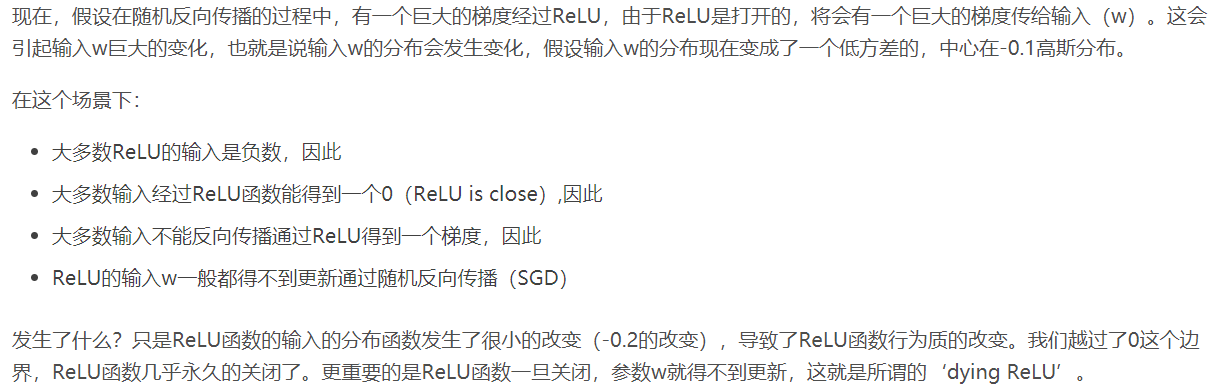 现在，假设在随机反向传播的过程中，有一个巨大的梯度经过ReLU，由于ReLU是打开的，将会有一个巨大的梯度传给输入（w）。这会
引起输入w巨大的变化，也就是说输入w的分布会发生变化，假设输入w的分布现在变成了一个低方差的，中心在-0.1高斯分布。
在这个场景下：
• 大多数ReLU的输入是负数，因此
• 大多数输入经过ReLU函数能得到一个0（ReLU is close）,因此
• 大多数输入不能反向传播通过ReLU得到一个梯度，因此
• ReLU的输入w一般都得不到更新通过随机反向传播（SGD）
发生了什么？只是ReLU函数的输入的分布函数发生了很小的改变（-0.2的改变），导致了ReLU函数行为质的改变。我们越过了0这个边
界，ReLU函数几乎永久的关闭了。更重要的是ReLU函数一旦关闭，参数w就得不到更新，这就是所谓的‘dying ReLU’。